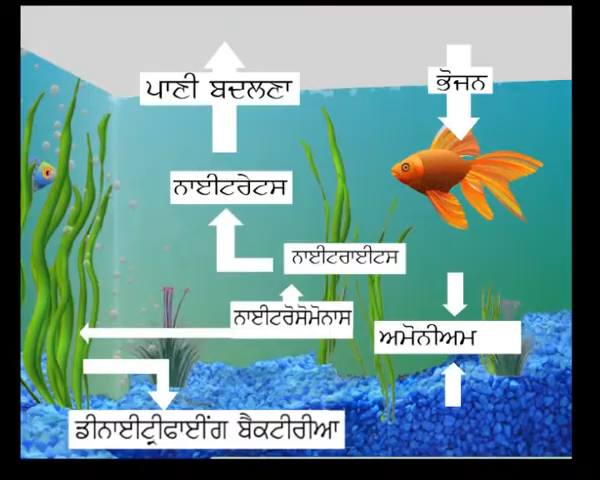 ਪਾਣੀ ਬਦਲਣਾ
ਭੋਜਨ
ਨਾਈਟਰੇਟਸ
ਨਾਈਟਰਾਈਟਸ
ਨਾਈਟਰੋਸੋਮੋਨਾਸ
ਅਮੋਨੀਅਮ
ਡੀਨਾਈਟ੍ਰੀਫਾਈਂਗ ਬੈਕਟੀਰੀਆ